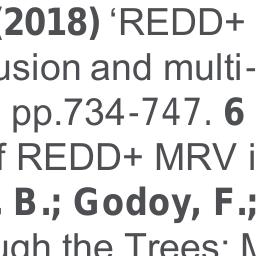 (2018) ‘REDD+
usion and multi-
pp.734-747. 6
f REDD+ MRV i
. B.; Godoy, F.;
ugh the Trees: M